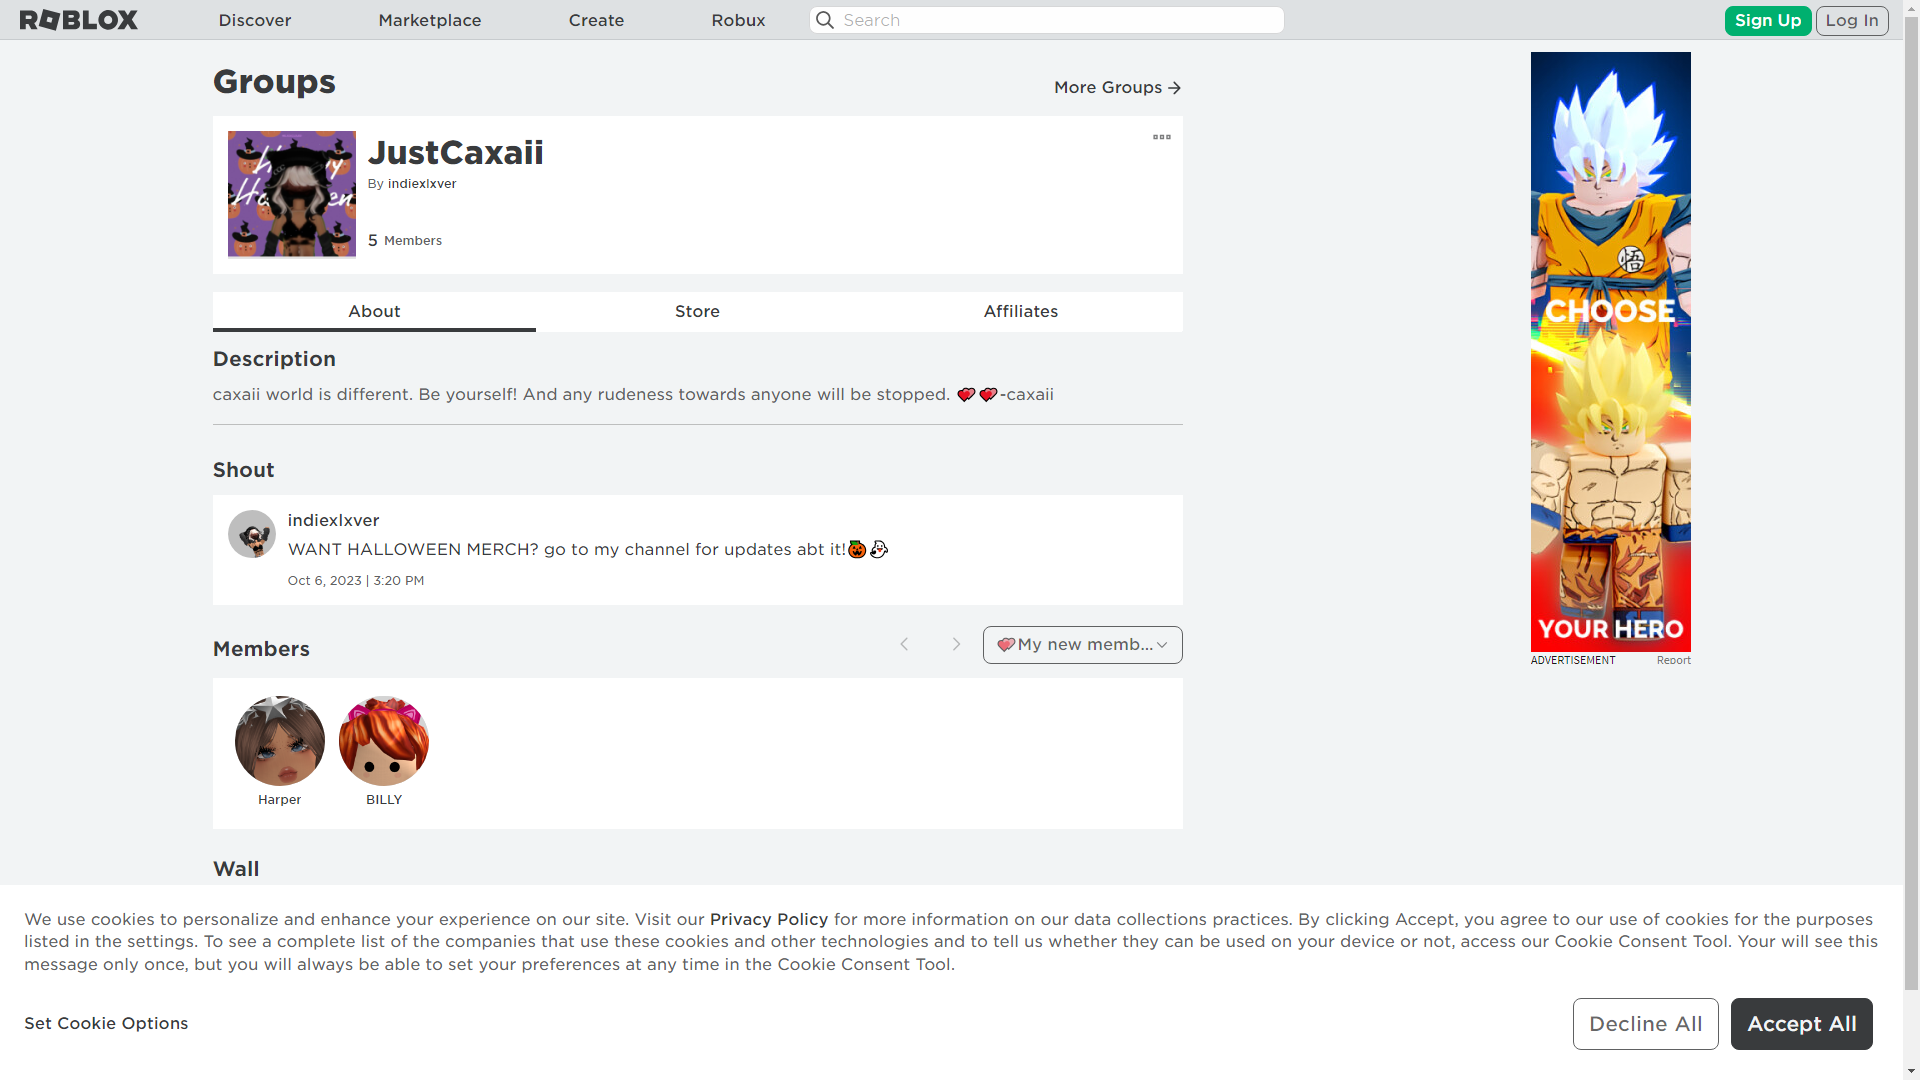 ROBLOX
Discover
Marketplace
Create
Robux
Search
Sign Up
Log In
Groups
More Groups
JustCaxaii
By indiexlxver
5 Members
About
Store
Affiliates
Description
caxaii world is different. Be yourself! And any rudeness towards anyone will be stopped. 💕💕-caxaii
Shout
indiexlxver
WANT HALLOWEEN MERCH? go to my channel for updates abt it!🎃👻
Oct 6, 2023 | 3:20 PM
Members
💕My new memb...
Harper
BILLY
Wall
悟
CHOOSE
YOUR HERO
ADVERTISEMENT
Report
We use cookies to personalize and enhance your experience on our site. Visit our Privacy Policy for more information on our data collections practices. By clicking Accept, you agree to our use of cookies for the purposes
listed in the settings. To see a complete list of the companies that use these cookies and other technologies and to tell us whether they can be used on your device or not, access our Cookie Consent Tool. Your will see this
message only once, but you will always be able to set your preferences at any time in the Cookie Consent Tool.
Set Cookie Options
Decline All
Accept All